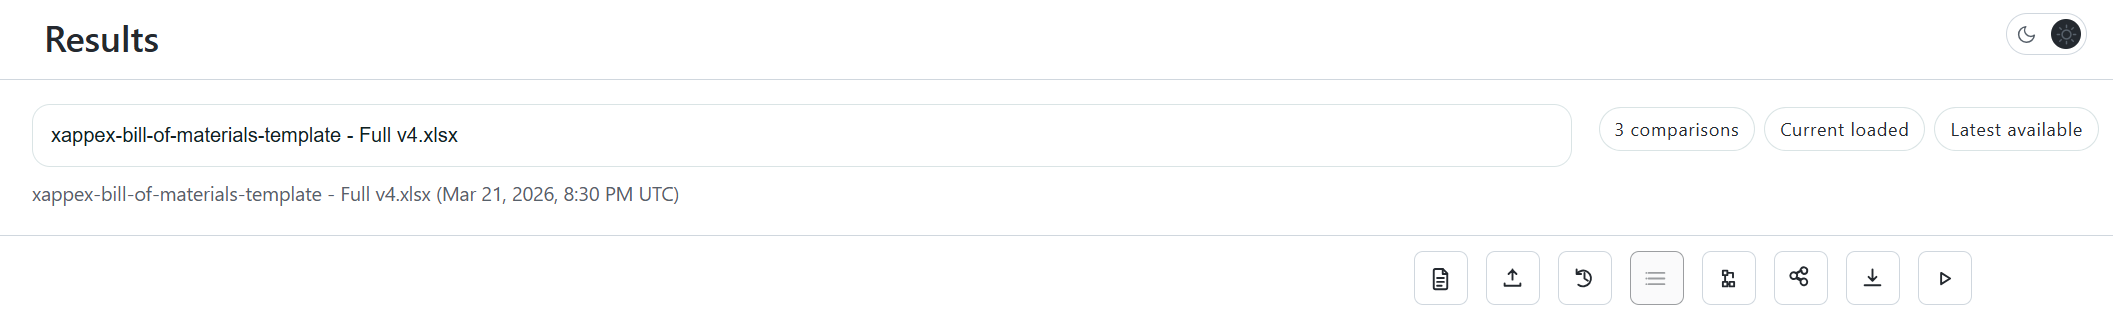 Results
xappex-bill-of-materials-template - Full v4.xlsx
3 comparisons
Current loaded
Latest available
xappex-bill-of-materials-template - Full v4.xlsx (Mar 21, 2026, 8:30 PM UTC)